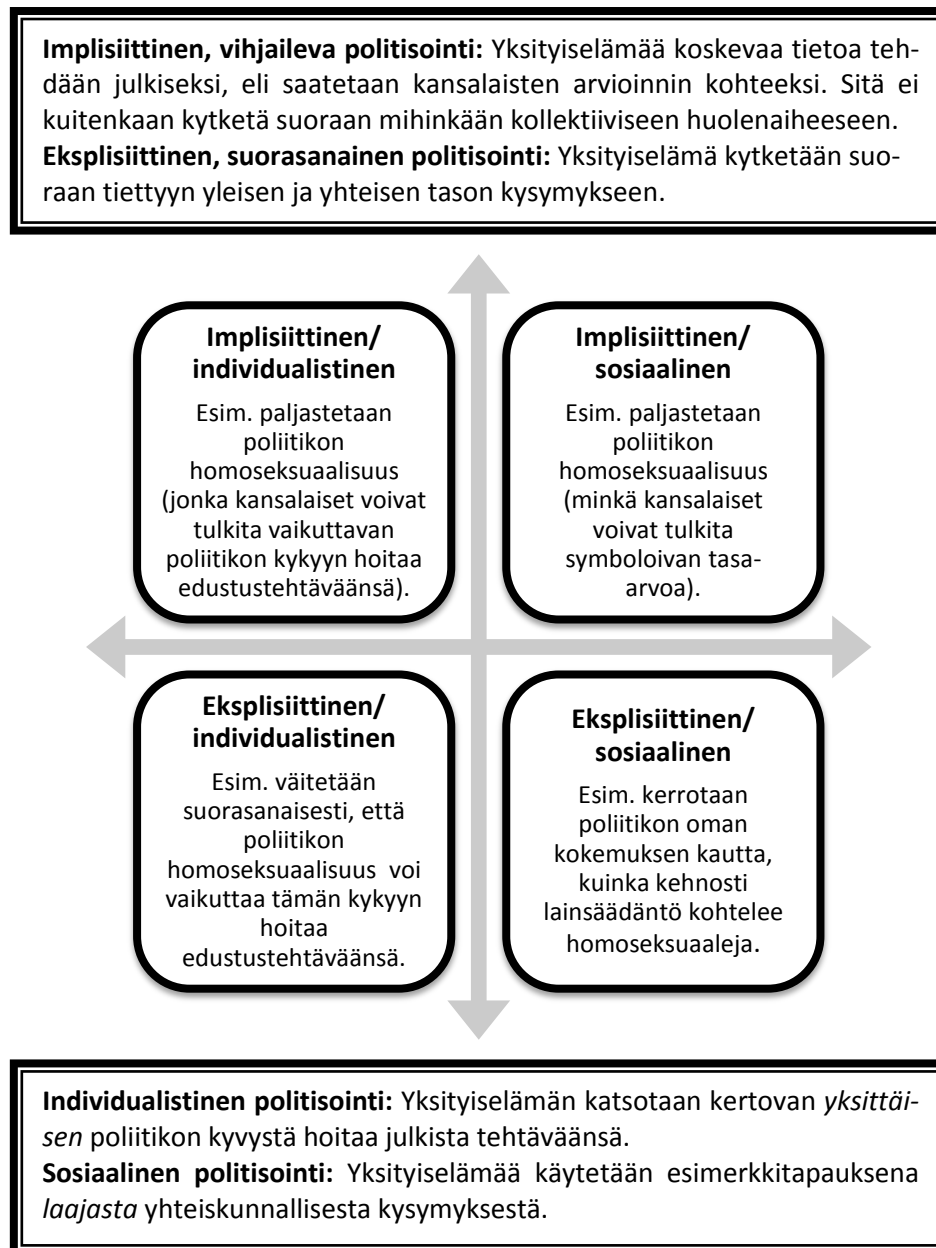 Implisiittinen, vihjaileva politisointi: Yksityiselämää koskevaa tietoa teh-
dään julkiseksi, eli saatetaan kansalaisten arvioinnin kohteeksi. Sitä ei
kuitenkaan kytketä suoraan mihinkään kollektiiviseen huolenaiheeseen.
Eksplisiittinen, suorasanainen politisointi: Yksityiselämä kytketään suo-
raan tiettyyn yleisen ja yhteisen tason kysymykseen.
Implisiittinen/
individualistinen
Esim. paljastetaan
poliitikon
homoseksuaalisuus
(jonka kansalaiset voivat
tulkita vaikuttavan
poliitikon kykyyn hoitaa
edustustehtäväänsä).
Implisiittinen/
sosiaalinen
Esim. paljastetaan
poliitikon
homoseksuaalisuus
(minkä kansalaiset
voivat tulkita
symboloivan tasa-
arvoa).
Eksplisiittinen/
individualistinen
Esim. väitetään
suorasanaisesti, että
poliitikon
homoseksuaalisuus voi
vaikuttaa tämän kykyyn
hoitaa
edustustehtäväänsä.
Eksplisiittinen/
sosiaalinen
Esim. kerrotaan
poliitikon oman
kokemuksen kautta,
kuinka kehnosti
lainsäädäntö kohtelee
homoseksuaaleja.
Individualistinen politisointi: Yksityiselämän katsotaan kertovan yksittäi-
sen poliitikon kyvystä hoitaa julkista tehtäväänsä.
Sosiaalinen politisointi: Yksityiselämää käytetään esimerkkitapauksena
laajasta yhteiskunnallisesta kysymyksestä.